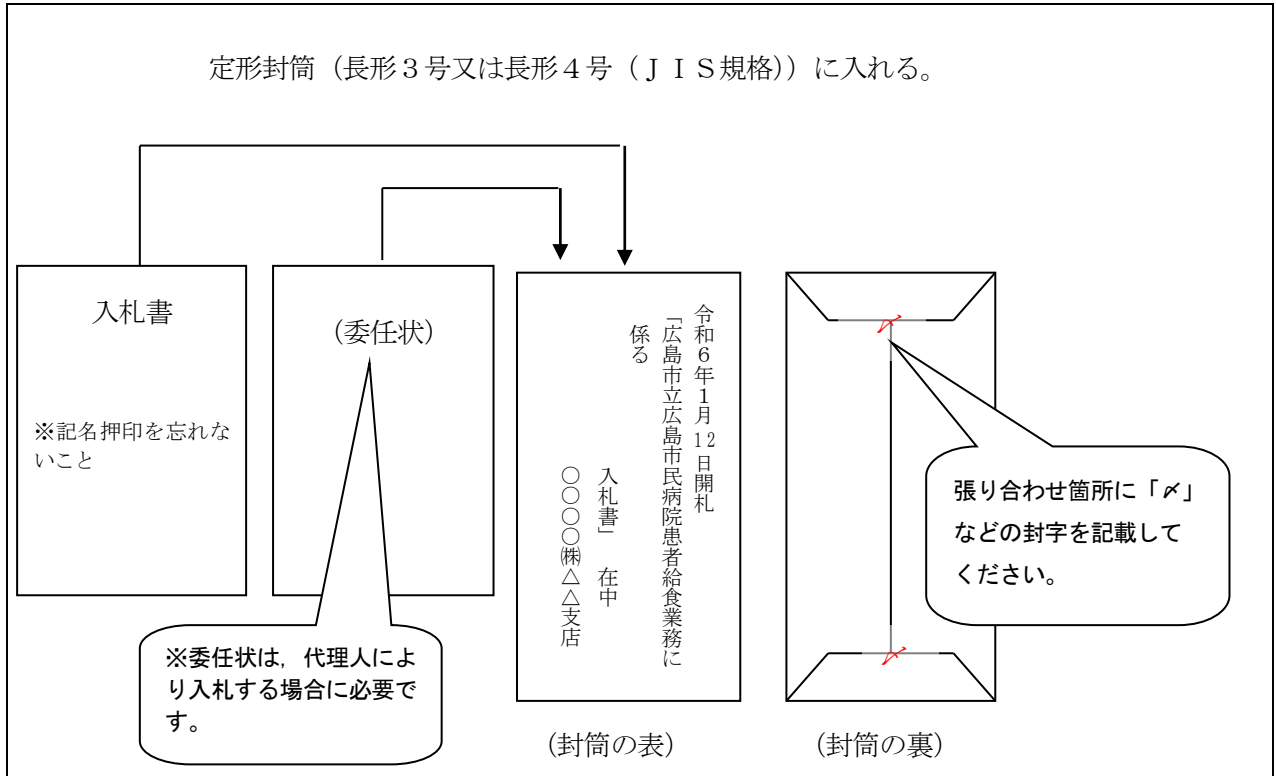 定形封筒（長形３号又は長形４号（ＪＩＳ規格））に入れる。
入札書
※記名押印を忘れな
いこと
（委任状）
※委任状は，代理人によ
り入札する場合に必要で
す。
令和６年１月12日開札
「広島市立広島市民病院患者給食業務に
係る
入札書」　在中
○○○○㈱△△支店
（封筒の表）
〆
〆
張り合わせ箇所に「〆」
などの封字を記載して
ください。
（封筒の裏）